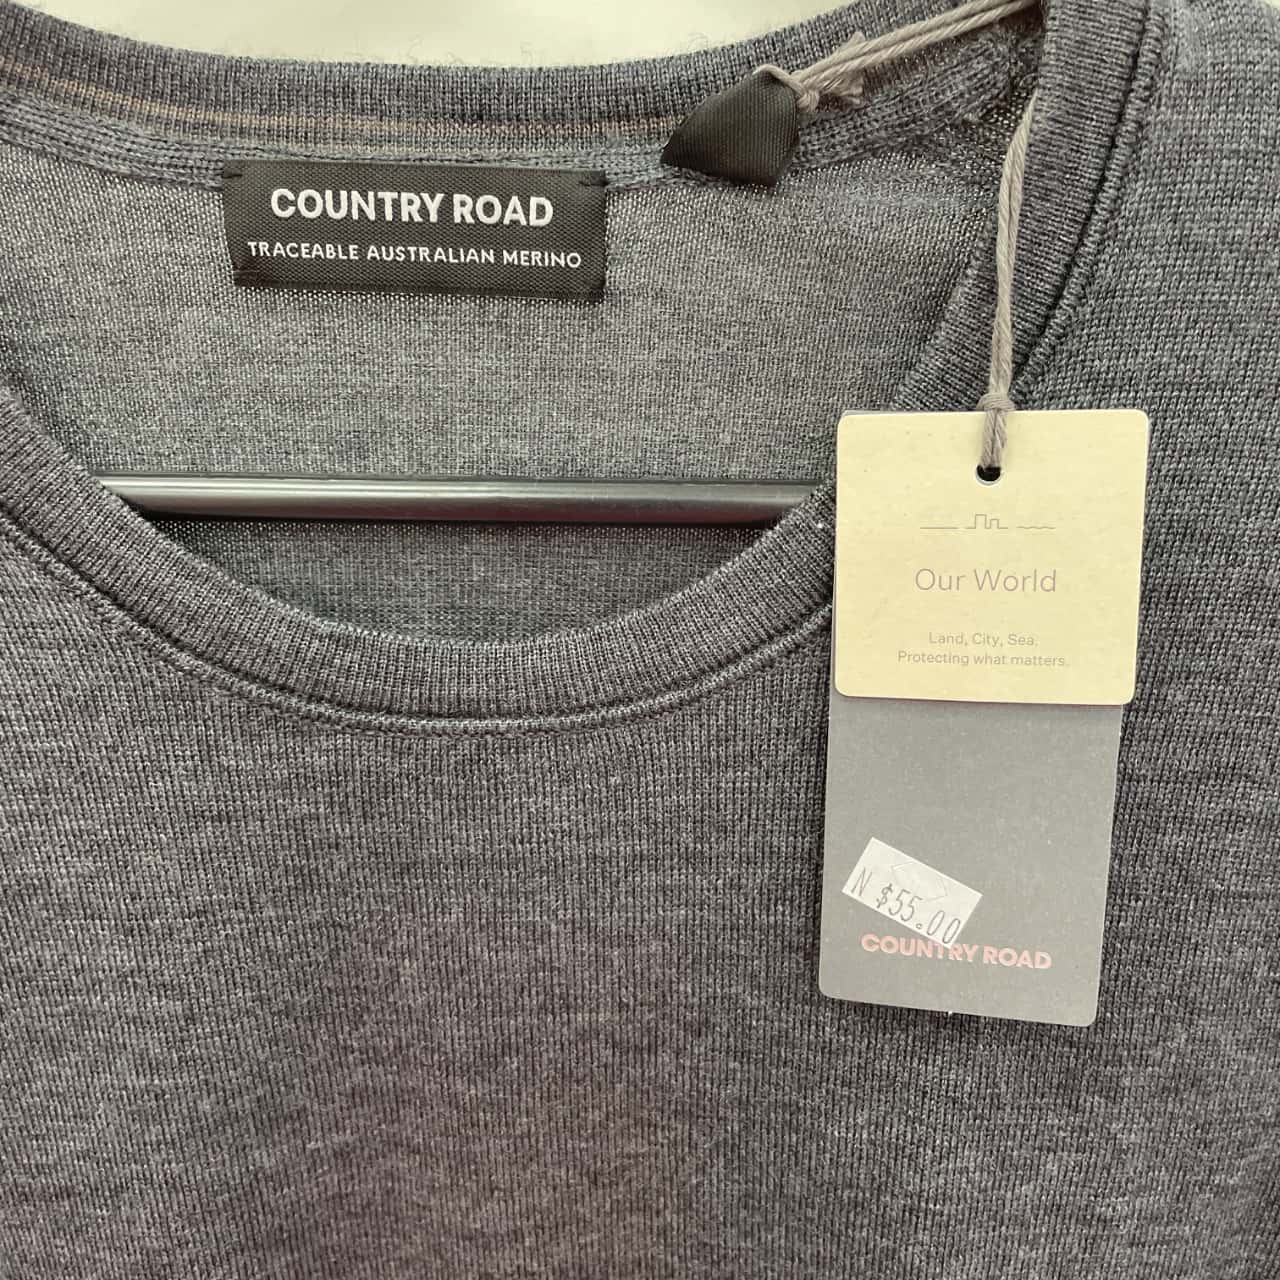 COUNTRY ROAD
TRACEABLE AUSTRALIAN MERINO
Our World
Land, City, Sea.
Protecting what matters.
N $55.00
COUNTRY ROAD